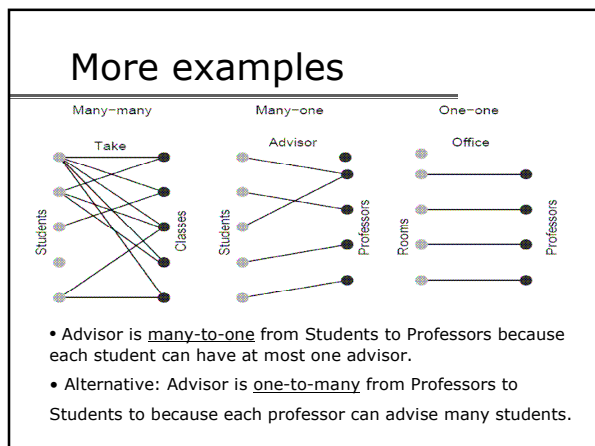 More examples
Many-many
Many-one
One-one
Take
Advisor
Office
Students
Classes
Students
Professors
Rooms
Professors
• Advisor is many-to-one from Students to Professors because
each student can have at most one advisor.
• Alternative: Advisor is one-to-many from Professors to
Students to because each professor can advise many students.